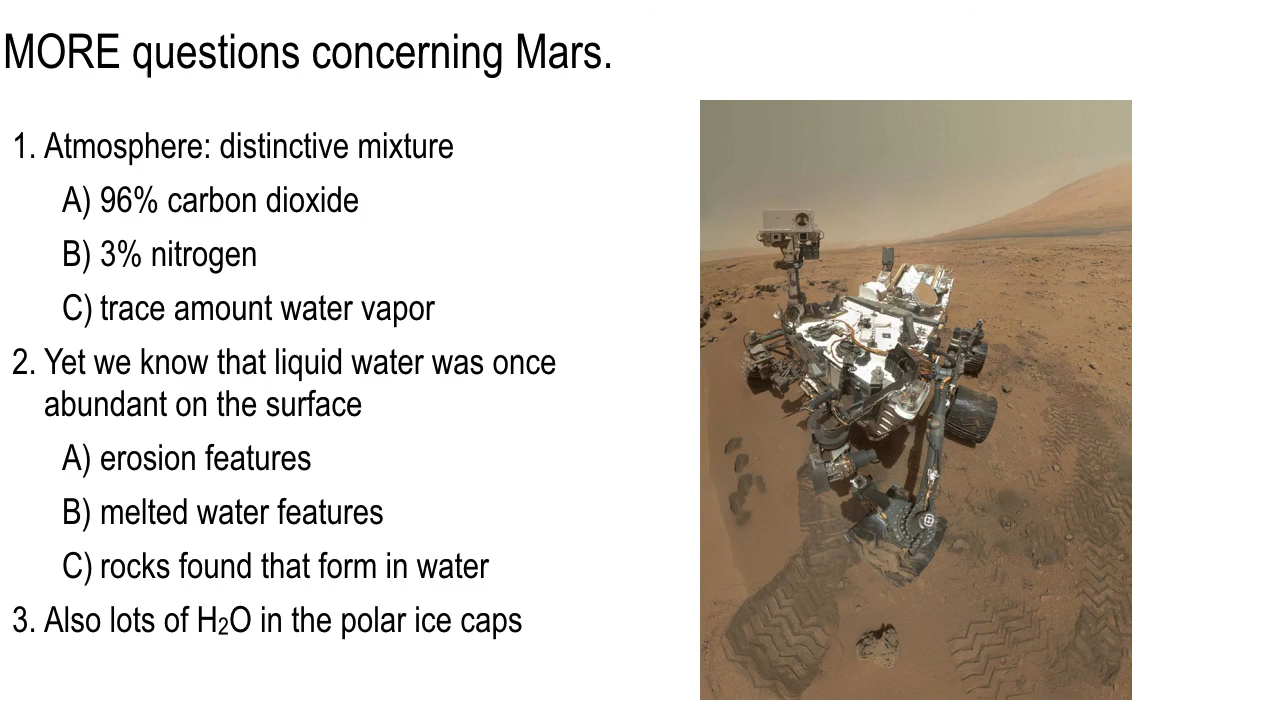 MORE questions concerning Mars.
1. Atmosphere: distinctive mixture
A) 96% carbon dioxide
B) 3% nitrogen
C) trace amount water vapor
2. Yet we know that liquid water was once
abundant on the surface
A) erosion features
B) melted water features
C) rocks found that form in water
3. Also lots of H₂O in the polar ice caps